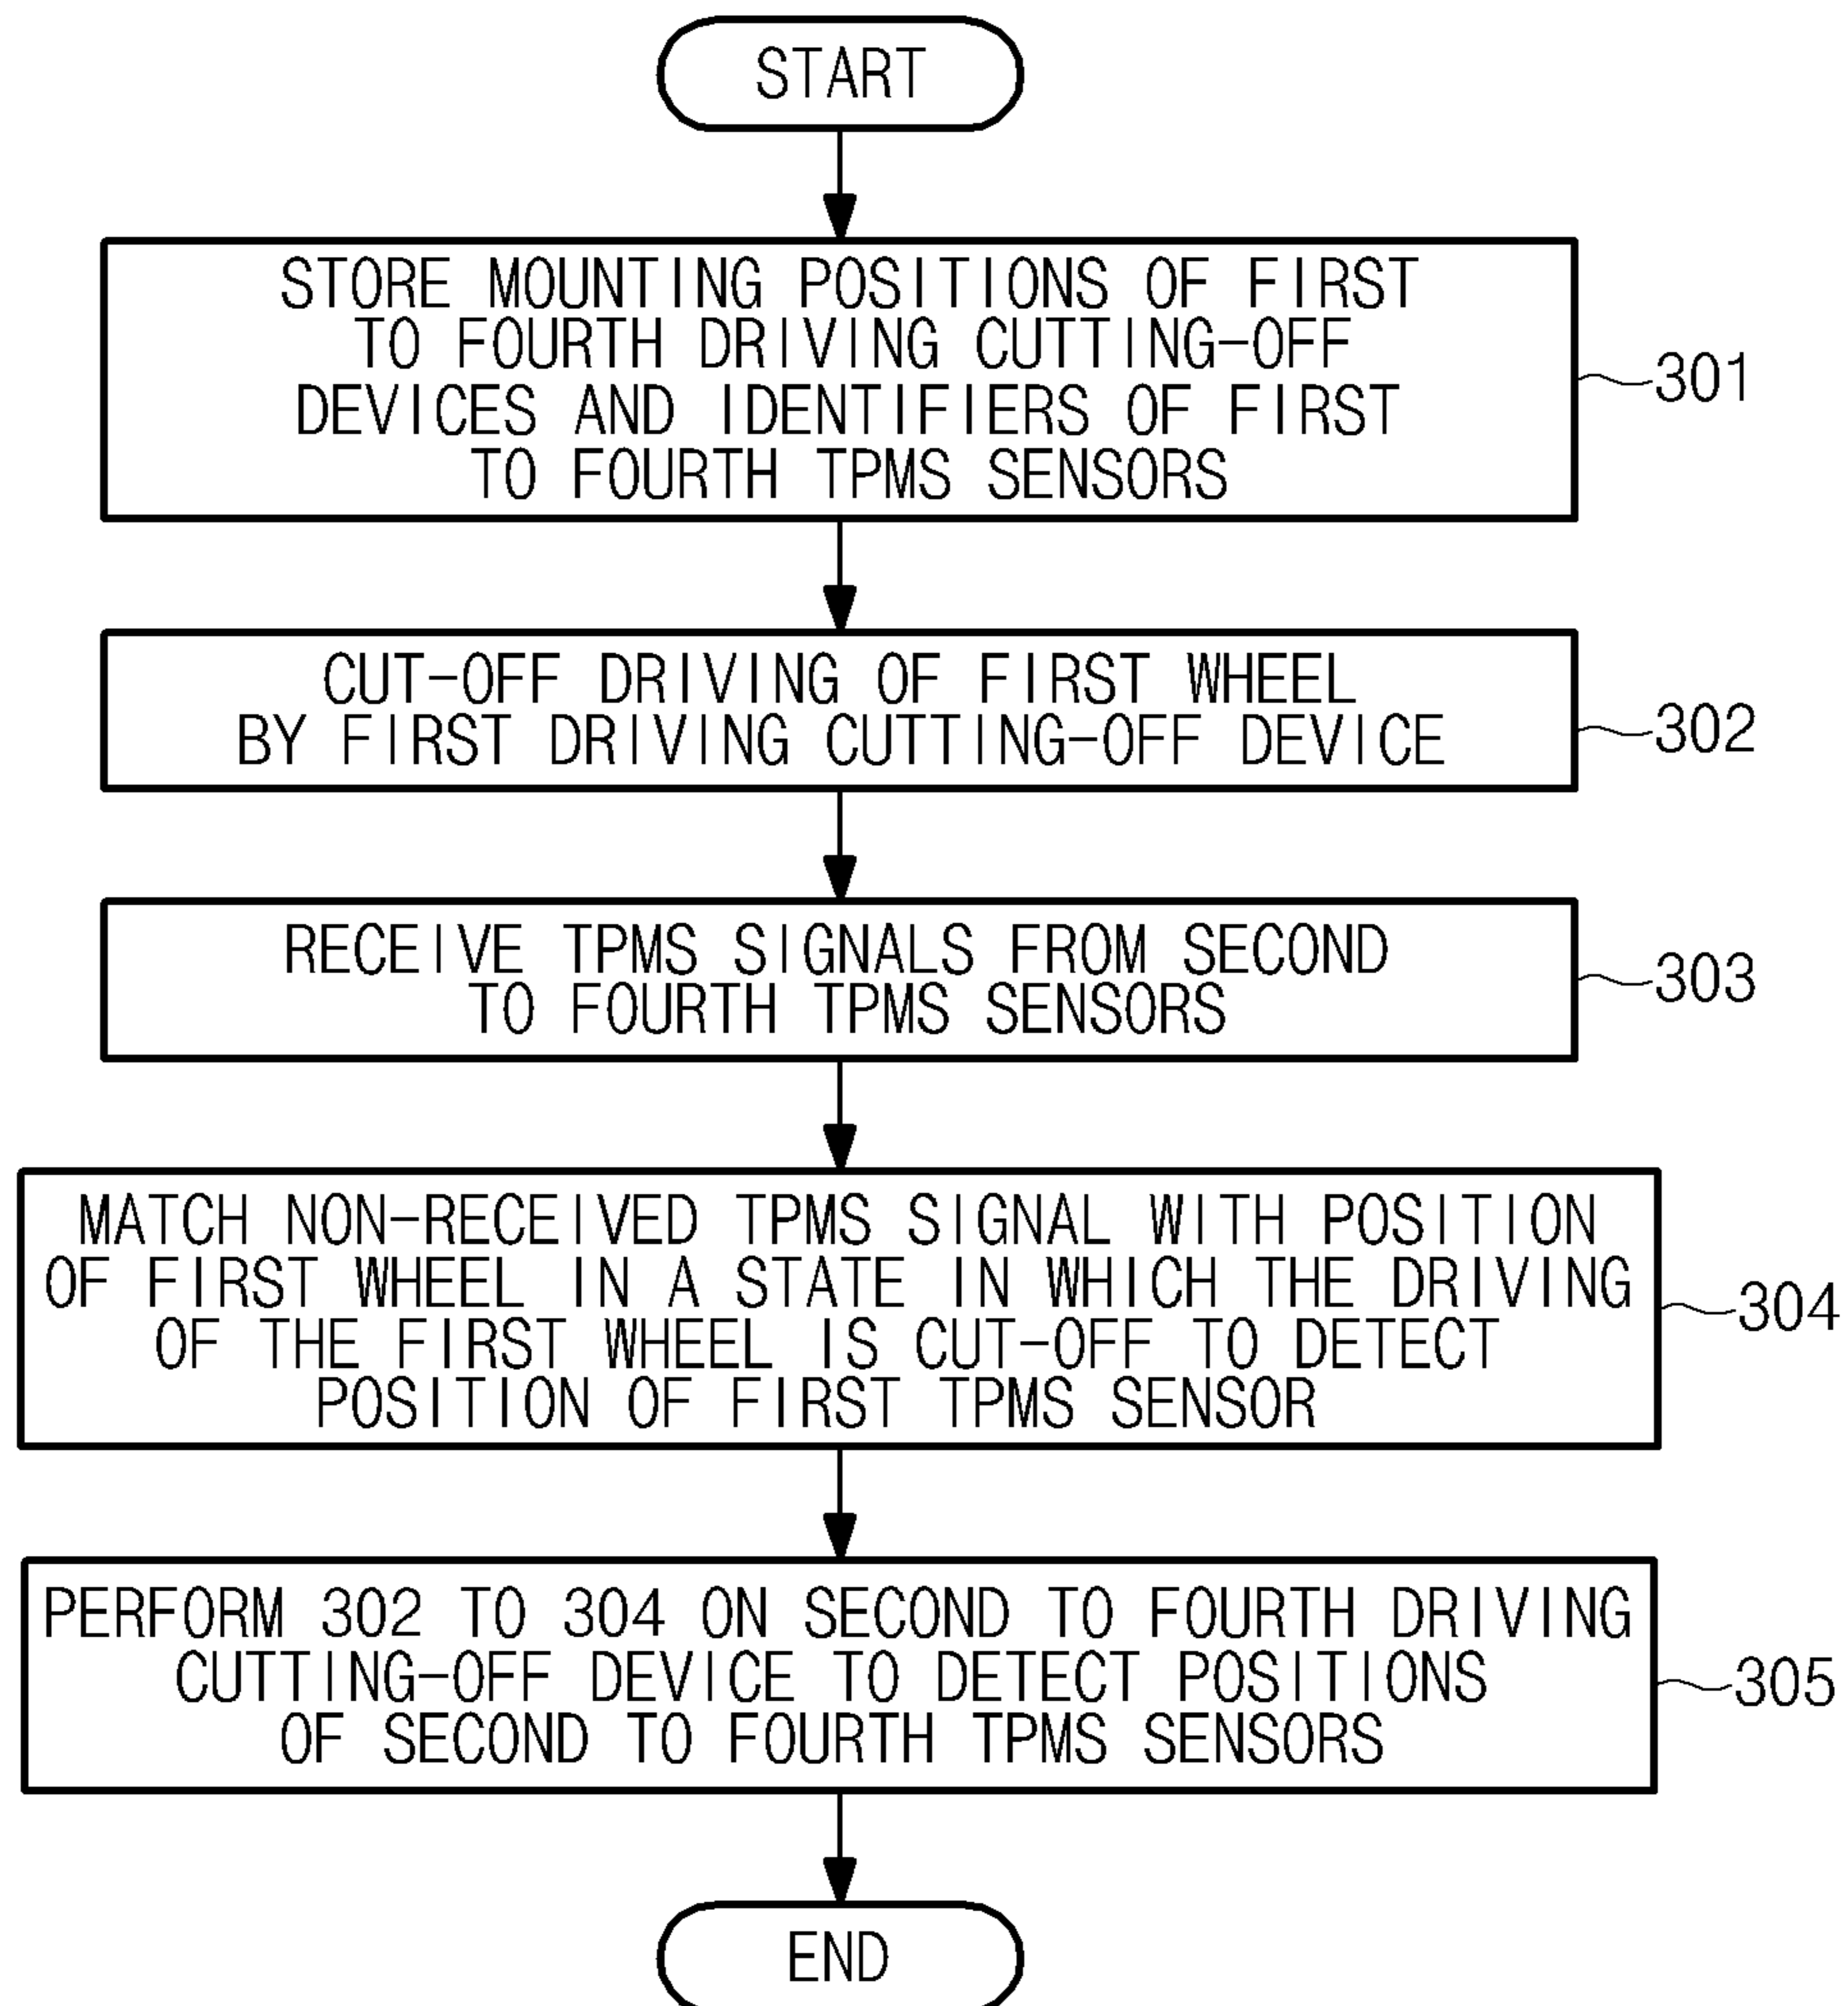 START
STORE MOUNTING POSITIONS OF FIRST
TO FOURTH DRIVING CUTTING-OFF
DEVICES AND IDENTIFIERS OF FIRST
TO FOURTH TPMS SENSORS
301
CUT-OFF DRIVING OF FIRST WHEEL
BY FIRST DRIVING CUTTING-OFF DEVICE
302
RECEIVE TPMS SIGNALS FROM SECOND
TO FOURTH TPMS SENSORS
303
MATCH NON-RECEIVED TPMS SIGNAL WITH POSITION
OF FIRST WHEEL IN A STATE IN WHICH THE DRIVING
OF THE FIRST WHEEL IS CUT-OFF TO DETECT
POSITION OF FIRST TPMS SENSOR
304
PERFORM 302 TO 304 ON SECOND TO FOURTH DRIVING
CUTTING-OFF DEVICE TO DETECT POSITIONS
OF SECOND TO FOURTH TPMS SENSORS
305
END